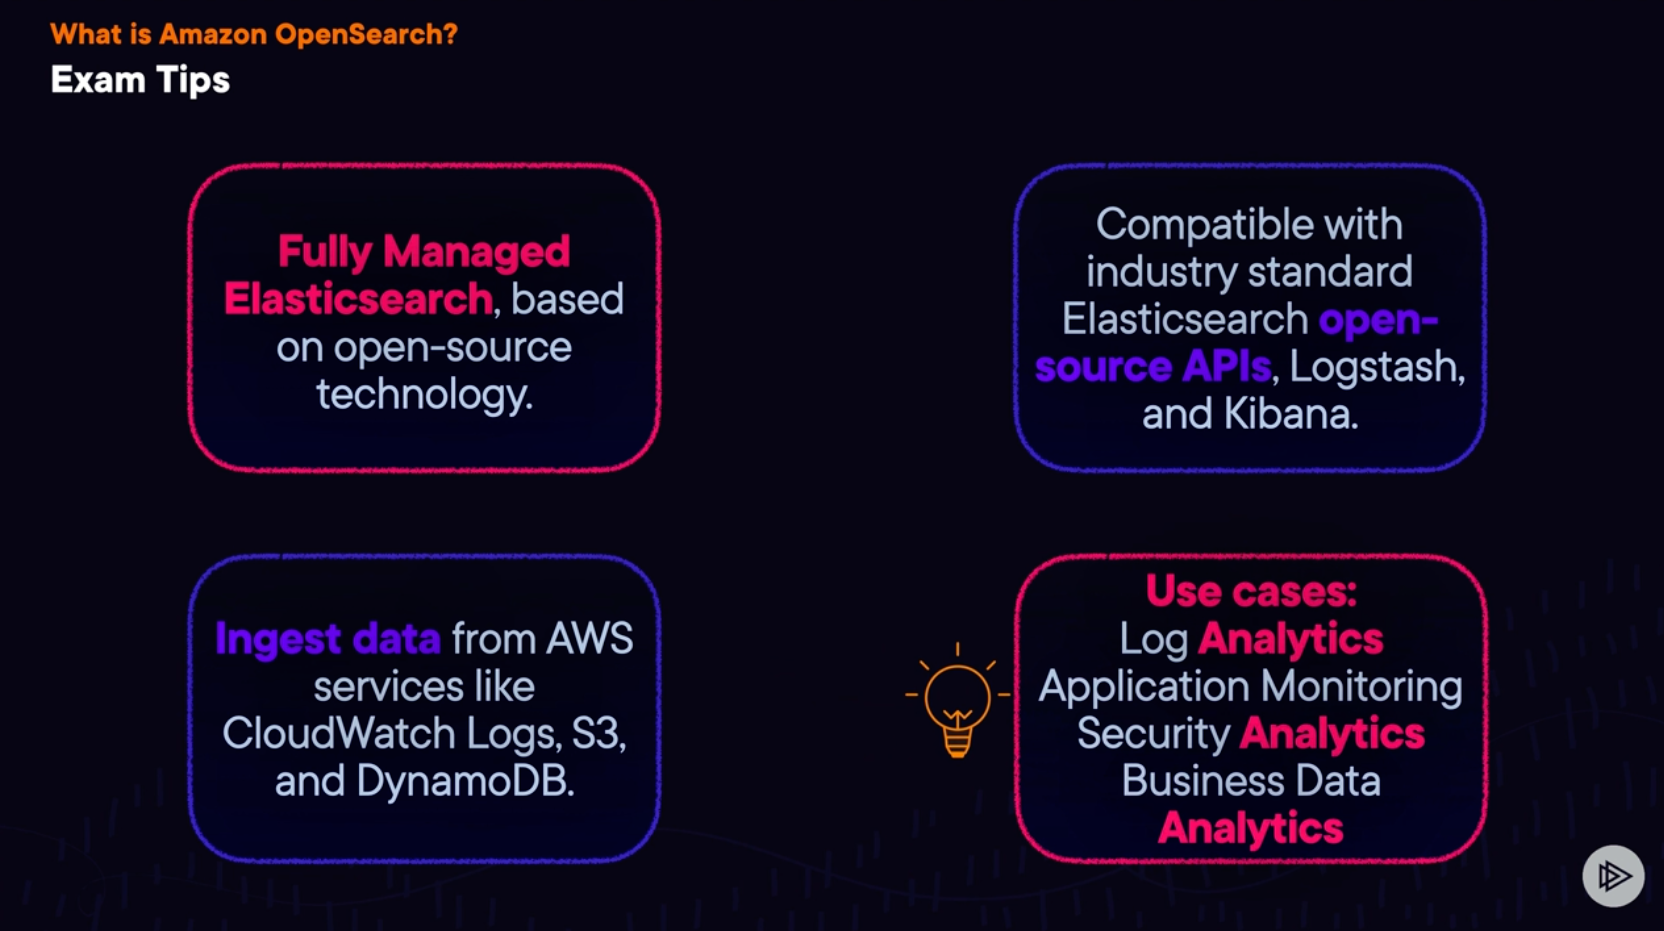 What is Amazon OpenSearch?
Exam Tips
Fully Managed
Elasticsearch, based
on open-source
technology.
Compatible with
industry standard
Elasticsearch open-
source APIs, Logstash,
and Kibana.
Ingest data from AWS
services like
CloudWatch Logs, S3,
and DynamoDB.
Use cases:
Log Analytics
Application Monitoring
Security Analytics
Business Data
Analytics